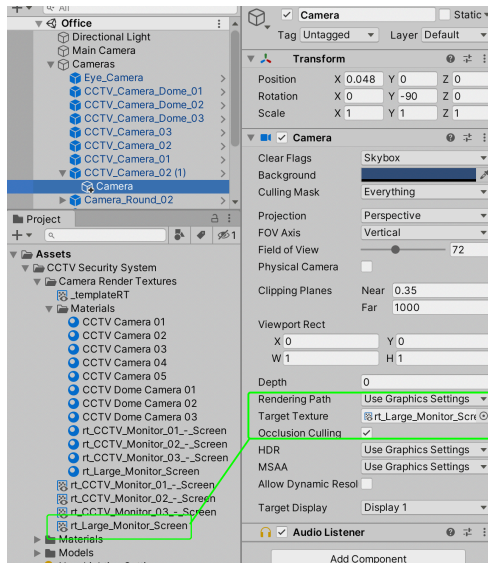 All
Office
Directional Light
Main Camera
Cameras
Eye_Camera
CCTV_Camera_Dome_01
CCTV_Camera_Dome_02
CCTV_Camera_Dome_03
CCTV_Camera_03
CCTV_Camera_02
CCTV_Camera_01
CCTV_Camera_02 (1)
Camera
Camera_Round_02
Project
1
Assets
CCTV Security System
Camera Render Textures
_templateRT
Materials
CCTV Camera 01
CCTV Camera 02
CCTV Camera 03
CCTV Camera 04
CCTV Camera 05
CCTV Dome Camera 01
CCTV Dome Camera 02
CCTV Dome Camera 03
rt_CCTV_Monitor_01_-_Screen
rt_CCTV_Monitor_02_-_Screen
rt_CCTV_Monitor_03_-_Screen
rt_Large_Monitor_Screen
rt_CCTV_Monitor_01_-_Screen
rt_CCTV_Monitor_02_-_Screen
rt_CCTV_Monitor_03_-_Screen
rt_Large_Monitor_Screen
Materials
Models
Camera Static
Tag Untagged Layer Default
Transform
Position X 0.048 Y 0 Z 0
Rotation X 0 Y -90 Z 0
Scale X 1 Y 1 Z 1
Camera
Clear Flags Skybox
Background
Culling Mask Everything
Projection Perspective
FOV Axis Vertical
Field of View 72
Physical Camera
Clipping Planes Near 0.35
Far 1000
Viewport Rect
X 0 Y 0
W 1 H 1
Depth 0
Rendering Path Use Graphics Settings
Target Texture rt_Large_Monitor_Scre
Occlusion Culling
HDR Use Graphics Settings
MSAA Use Graphics Settings
Allow Dynamic Resol
Target Display Display 1
Audio Listener
Add Component